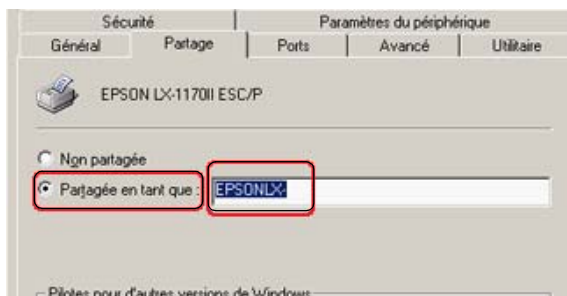 Sécurité Paramètres du périphérique
Général Partage Ports Avancé Utilitaire
EPSON LX-1170II ESC/P
Non partagée
Partagée en tant que : EPSONLX-
Pilotes pour d'autres versions de Windows